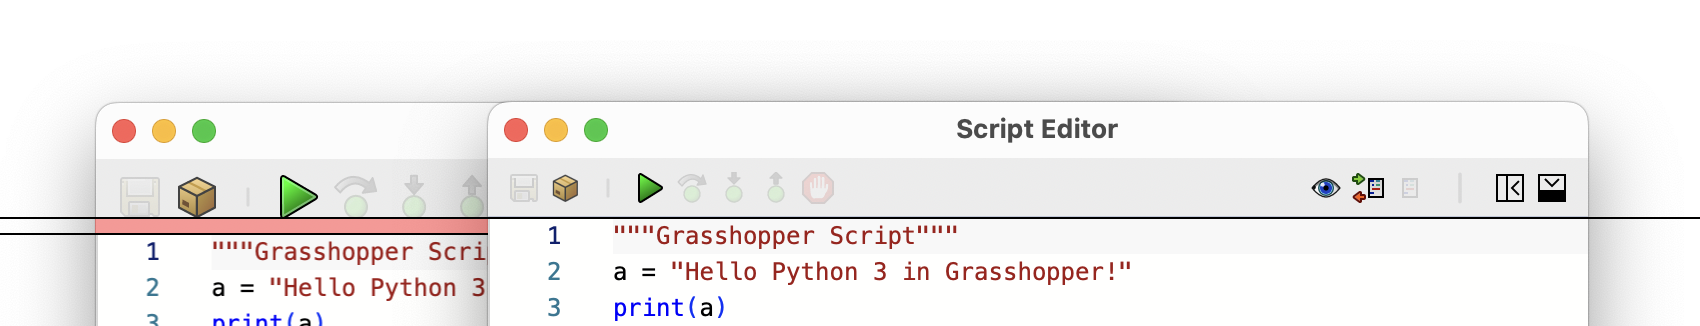 Script Editor
1 """Grasshopper Scri
2 a = "Hello Python 3
3 print(a)
1 """Grasshopper Script"""
2 a = "Hello Python 3 in Grasshopper!"
3 print(a)